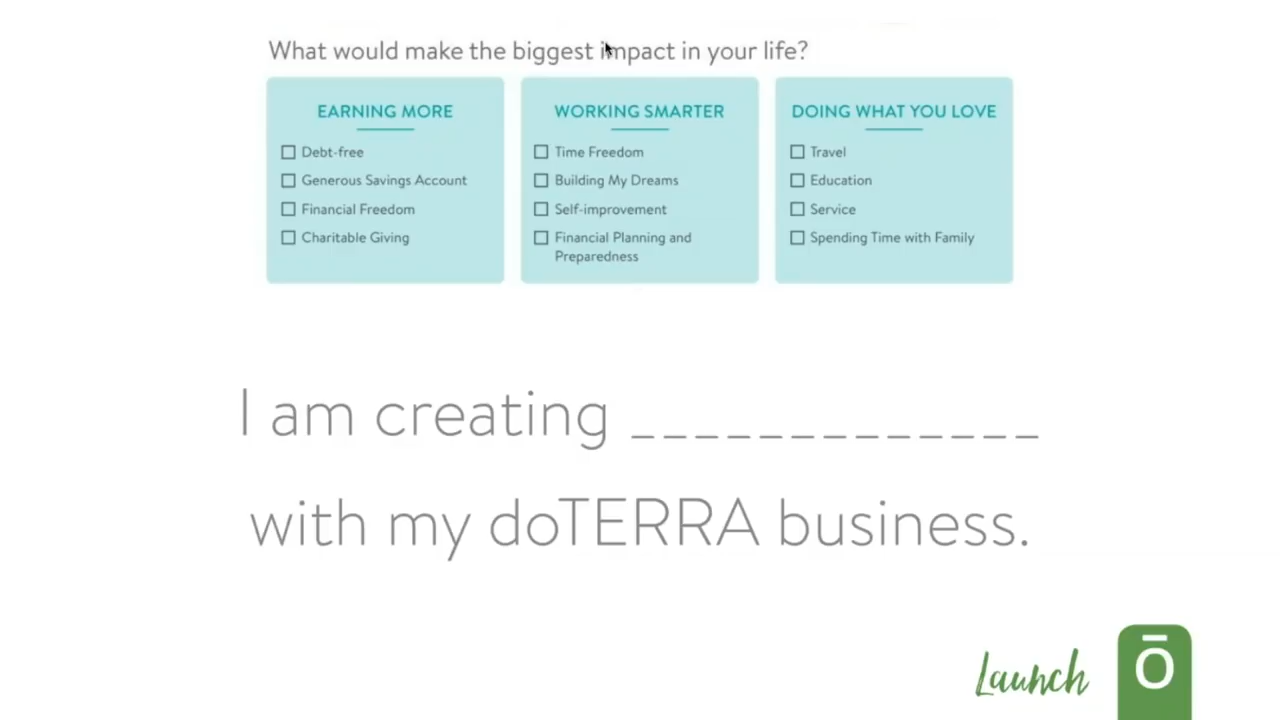 What would make the biggest impact in your life?
EARNING MORE
Debt-free
Generous Savings Account
Financial Freedom
Charitable Giving
WORKING SMARTER
Time Freedom
Building My Dreams
Self-improvement
Financial Planning and
Preparedness
DOING WHAT YOU LOVE
Travel
Education
Service
Spending Time with Family
I am creating _____________
with my doTERRA business.
Launch
Ō